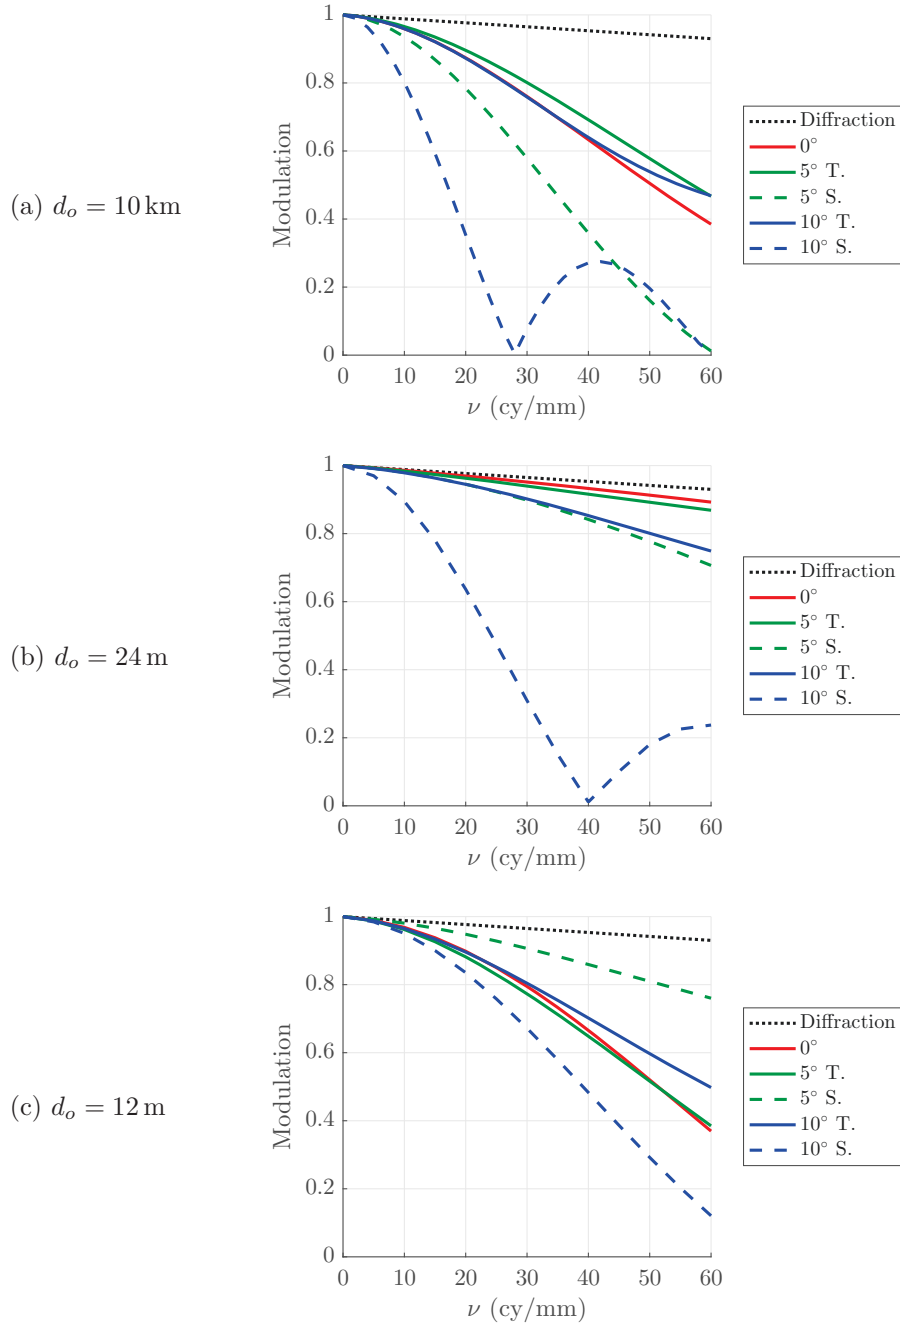 (a) d_o = 10 km
Modulation
1
0.8
0.6
0.4
0.2
0
0 10 20 30 40 50 60
ν (cy/mm)
Diffraction
0°
5° T.
5° S.
10° T.
10° S.
(b) d_o = 24 m
Modulation
1
0.8
0.6
0.4
0.2
0
0 10 20 30 40 50 60
ν (cy/mm)
Diffraction
0°
5° T.
5° S.
10° T.
10° S.
(c) d_o = 12 m
Modulation
1
0.8
0.6
0.4
0.2
0
0 10 20 30 40 50 60
ν (cy/mm)
Diffraction
0°
5° T.
5° S.
10° T.
10° S.